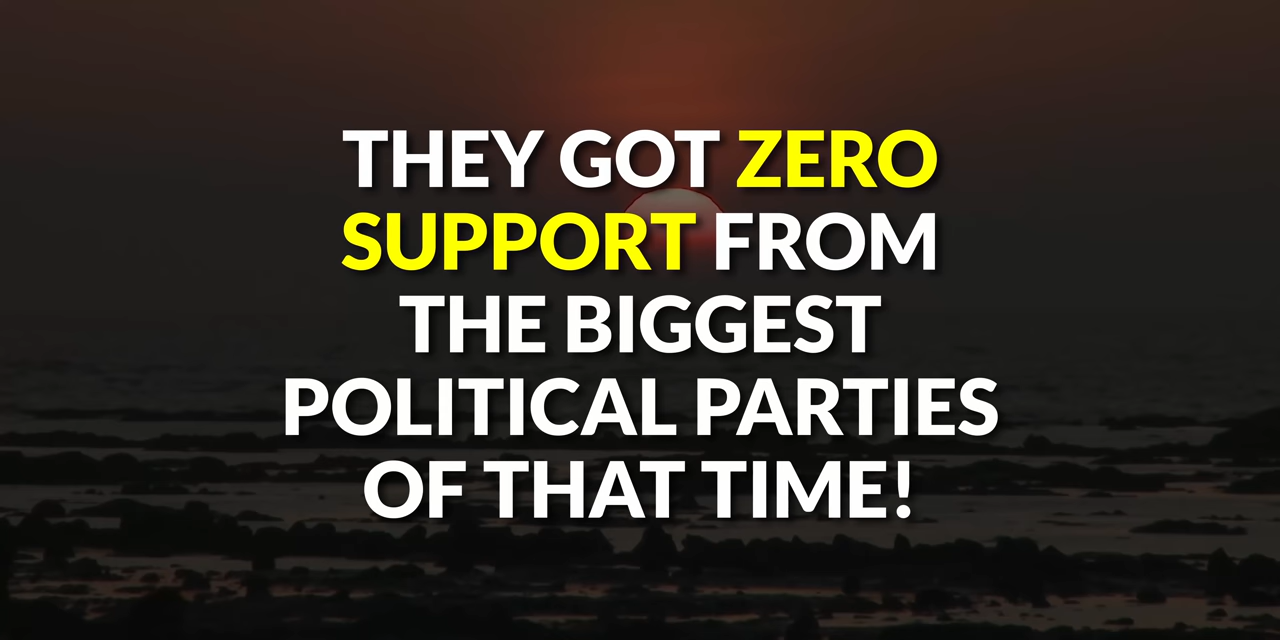 THEY GOT ZERO
SUPPORT FROM
THE BIGGEST
POLITICAL PARTIES
OF THAT TIME!